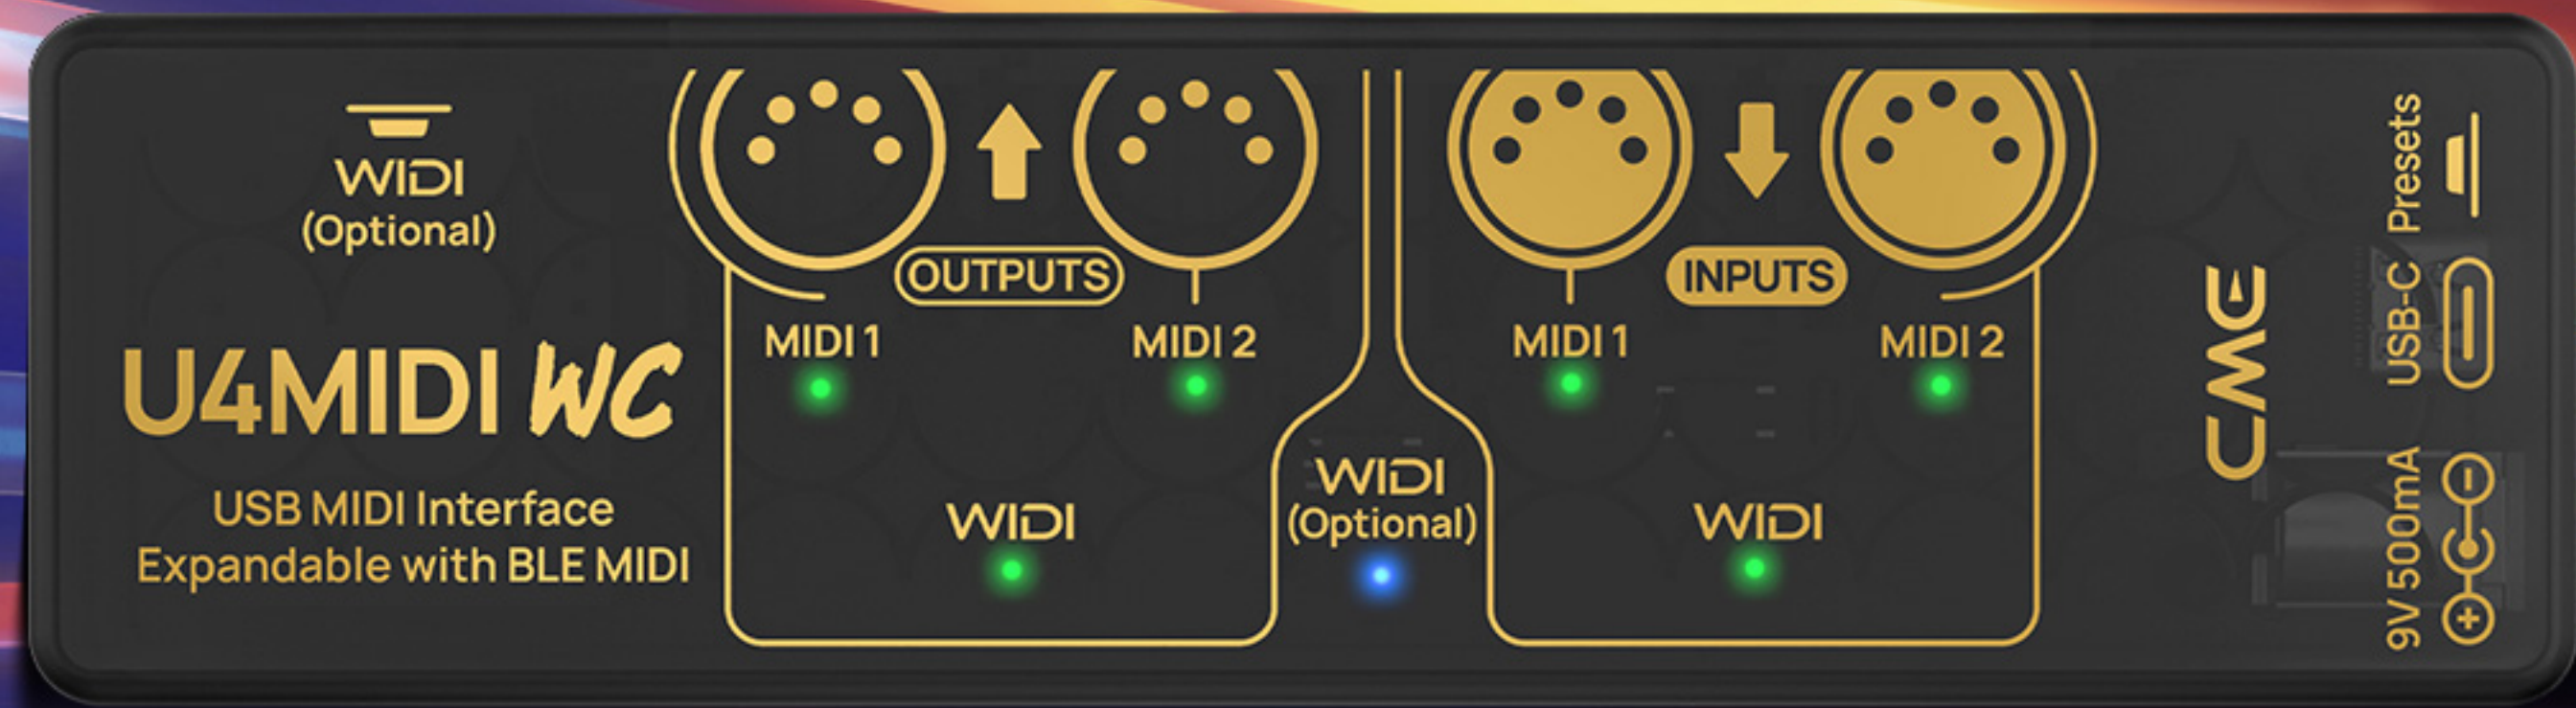 WIDI
(Optional)
U4MIDI WC
USB MIDI Interface
Expandable with BLE MIDI
OUTPUTS
MIDI 1
MIDI 2
WIDI
WIDI
(Optional)
INPUTS
MIDI 1
MIDI 2
WIDI
CME
Presets
USB-C
9V 500mA